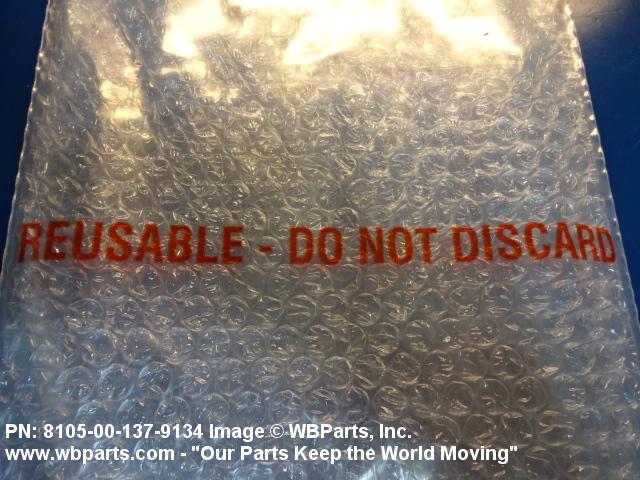 REUSABLE - DO NOT DISCARD
PN: 8105-00-137-9134 Image © WBParts, Inc.
www.wbparts.com - "Our Parts Keep the World Moving"